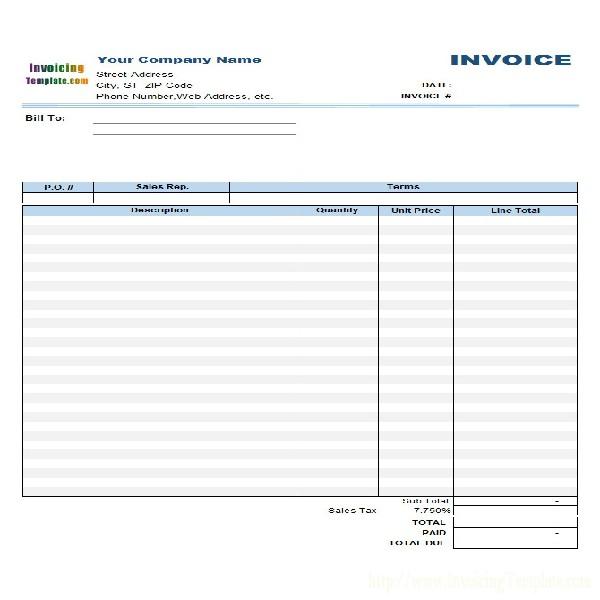 Invoicing
Template.com
Your Company Name
Street Address
City, ST ZIP Code
Phone Number,Web Address, etc.
INVOICE
DATE:
INVOICE #
Bill To:
P.O. # Sales Rep. Terms
Description Quantity Unit Price Line Total
Sub Total -
Sales Tax 7.750%
TOTAL
PAID -
TOTAL DUE
http://www.InvoicingTemplate.com